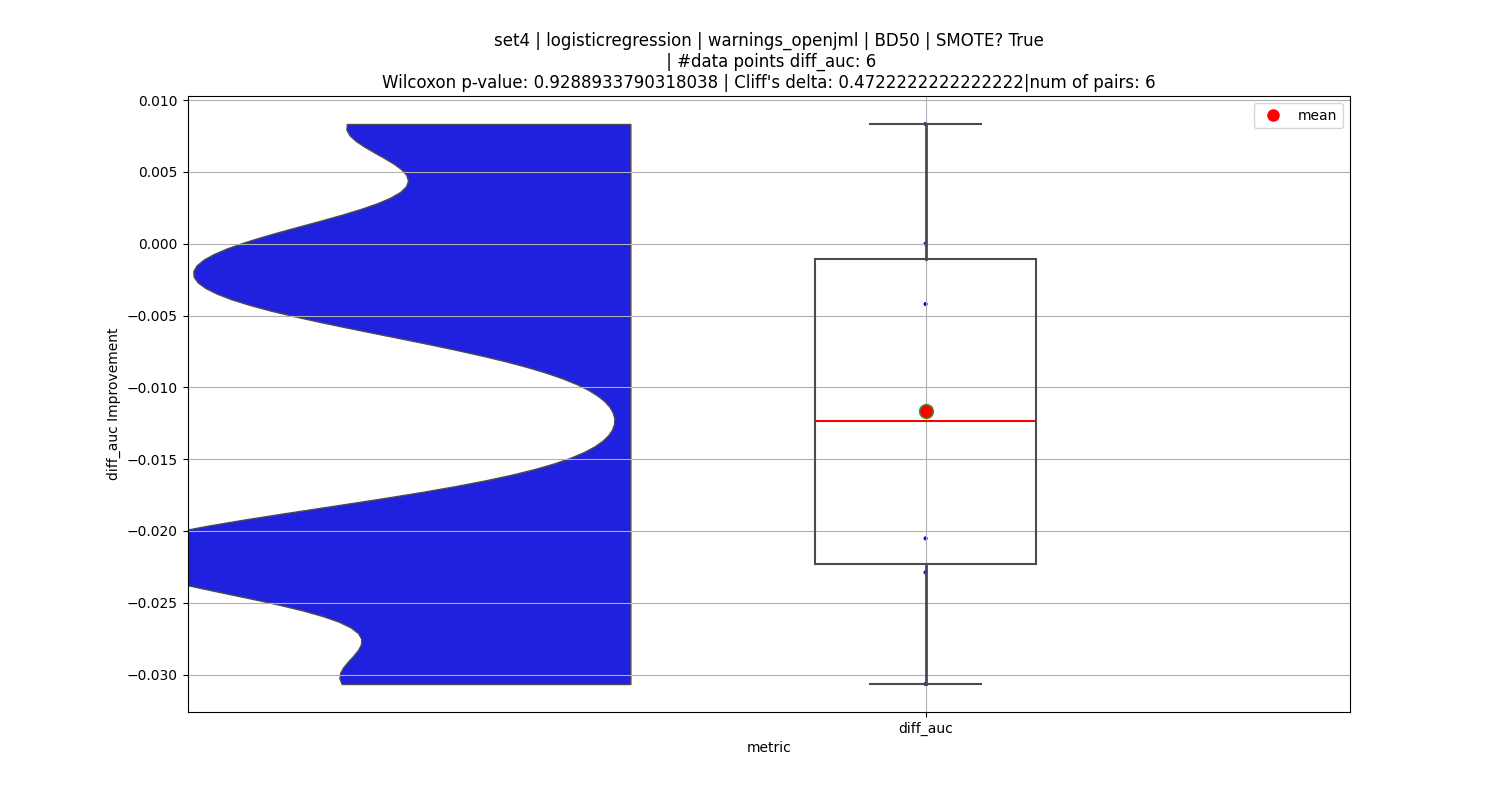 set4 | logisticregression | warnings_openjml | BD50 | SMOTE? True
| #data points diff_auc: 6
Wilcoxon p-value: 0.9288933790318038 | Cliff's delta: 0.4722222222222222|num of pairs: 6
mean
0.010
0.005
0.000
−0.005
−0.010
−0.015
−0.020
−0.025
−0.030
diff_auc Improvement
diff_auc
metric